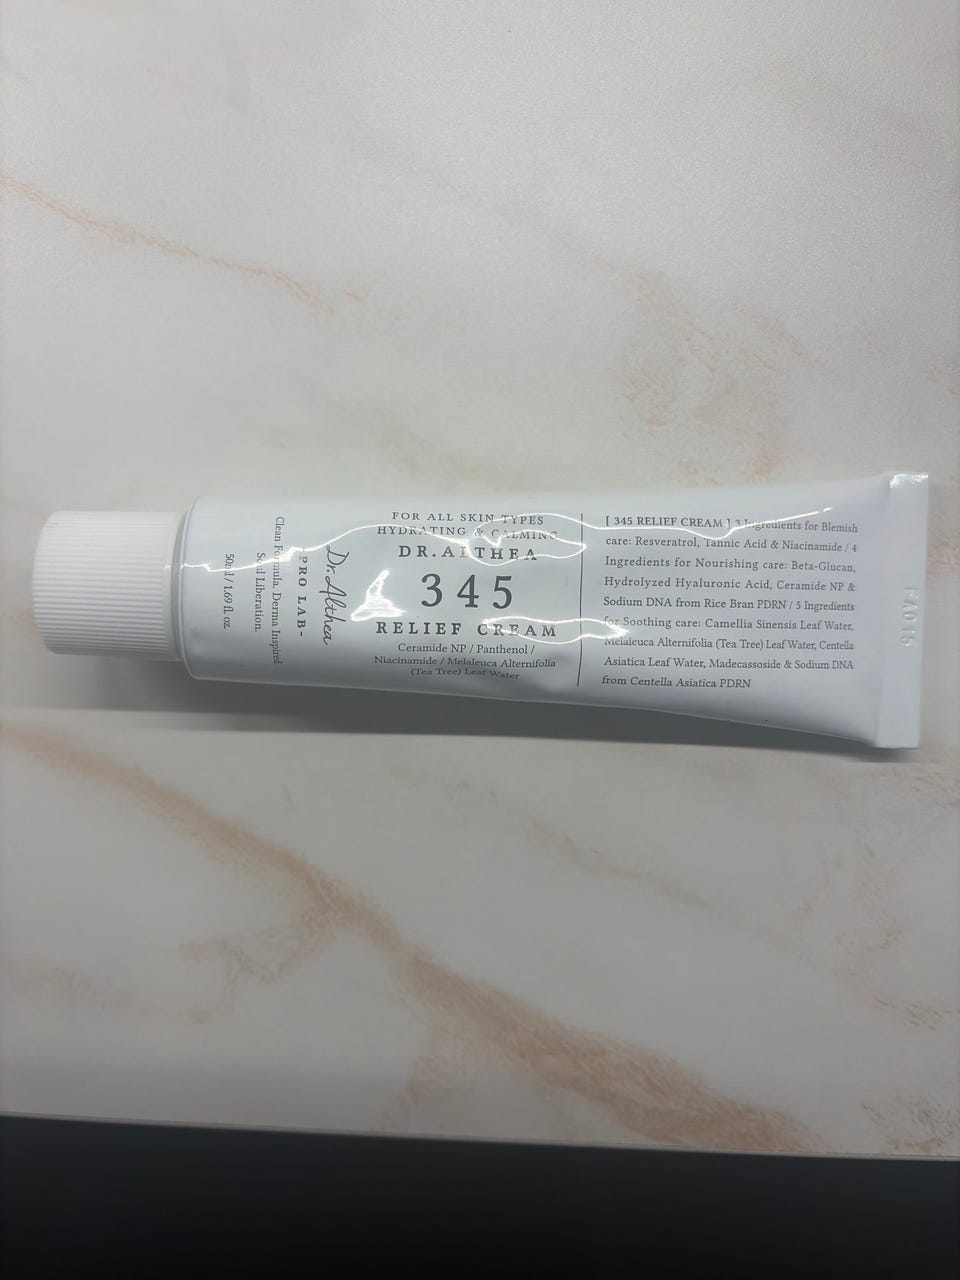 50ml / 1.69 fl. oz.
Clean Formula, Derma Inspired
Soul Liberation.
Dr.Althea
-PRO LAB-
FOR ALL SKIN TYPES
HYDRATING & CALMING
DR.ALTHEA
345
RELIEF CREAM
Ceramide NP / Panthenol /
Niacinamide / Melaleuca Alternifolia
(Tea Tree) Leaf Water
[ 345 RELIEF CREAM ] 3 Ingredients for Blemish
care: Resveratrol, Tannic Acid & Niacinamide / 4
Ingredients for Nourishing care: Beta-Glucan,
Hydrolyzed Hyaluronic Acid, Ceramide NP &
Sodium DNA from Rice Bran PDRN / 5 Ingredients
for Soothing care: Camellia Sinensis Leaf Water,
Melaleuca Alternifolia (Tea Tree) Leaf Water, Centella
Asiatica Leaf Water, Madecassoside & Sodium DNA
from Centella Asiatica PDRN